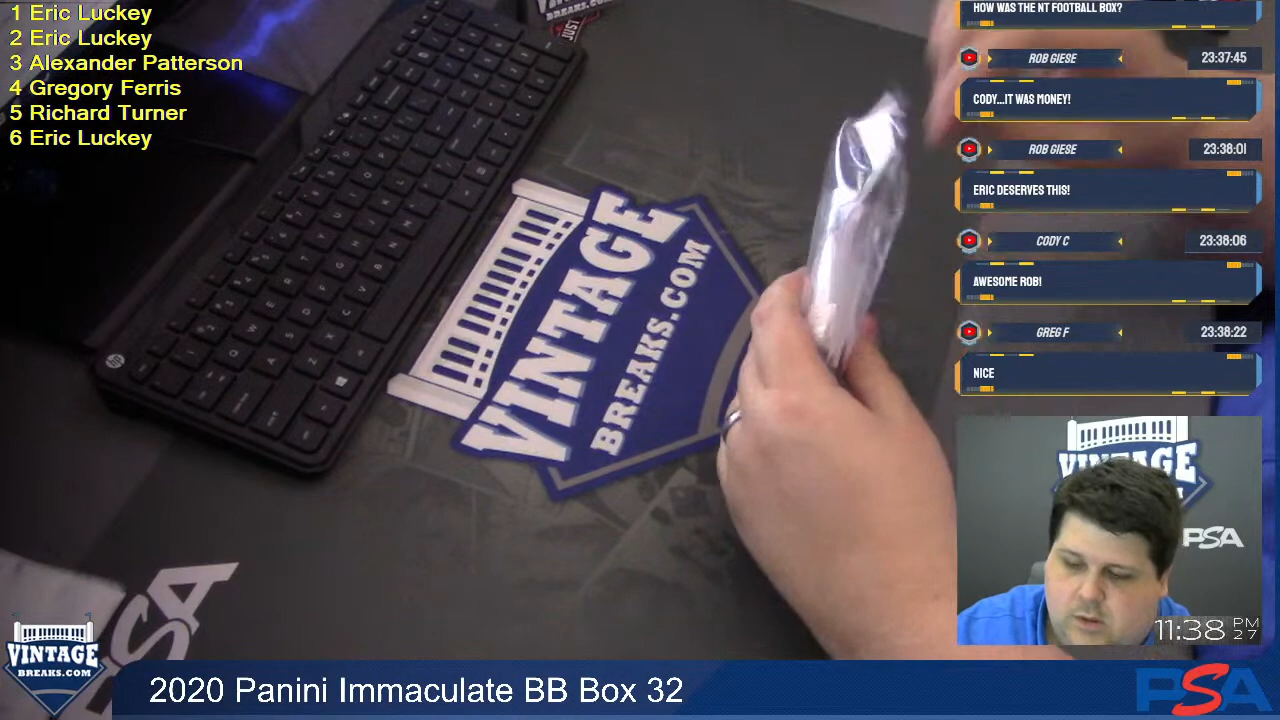 1 Eric Luckey
2 Eric Luckey
3 Alexander Patterson
4 Gregory Ferris
5 Richard Turner
6 Eric Luckey
JUST
VINTAGE
BREAKS.COM
HOW WAS THE NT FOOTBALL BOX?
ROB GIESE
23:37:45
CODY...IT WAS MONEY!
ROB GIESE
23:38:01
ERIC DESERVES THIS!
CODY C
23:38:06
AWESOME ROB!
GREG F
23:38:22
NICE
VINTAGE
PSA
11:38 PM
27
PSA
VINTAGE
BREAKS.COM
2020 Panini Immaculate BB Box 32
PSA